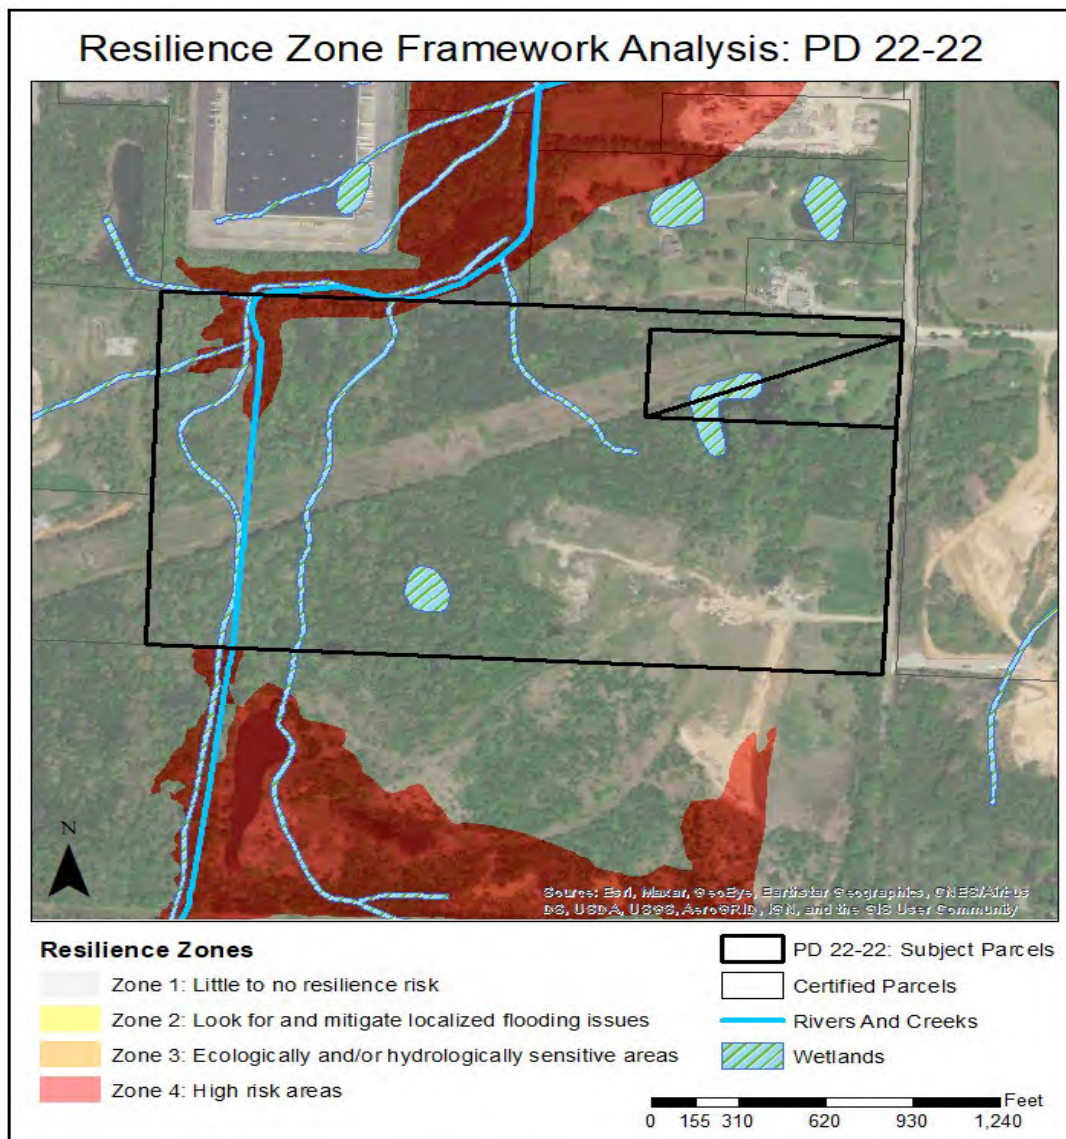 Resilience Zone Framework Analysis: PD 22-22
N
Source: Esri, Maxar, GeoEye, Earthstar Geographics, CNES/Airbus
DS, USDA, USGS, AeroGRID, IGN, and the GIS User Community
Resilience Zones
Zone 1: Little to no resilience risk
Zone 2: Look for and mitigate localized flooding issues
Zone 3: Ecologically and/or hydrologically sensitive areas
Zone 4: High risk areas
PD 22-22: Subject Parcels
Certified Parcels
Rivers And Creeks
Wetlands
Feet
0 155 310 620 930 1,240